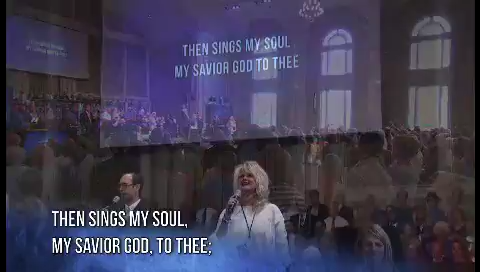 THEN SINGS MY SOUL
MY SAVIOR GOD TO THEE
THEN SINGS MY SOUL,
MY SAVIOR GOD, TO THEE;